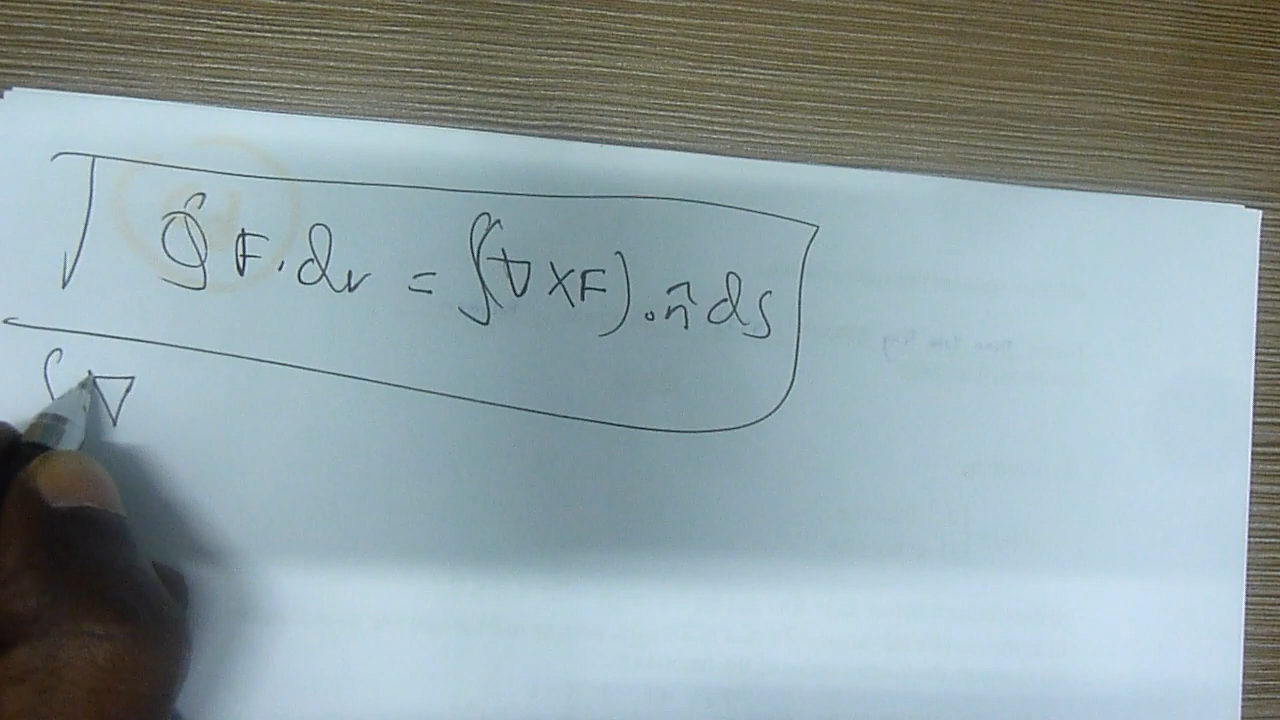 ∮ F. dr = ∫(∇ X F) . n̂ ds
( ∇